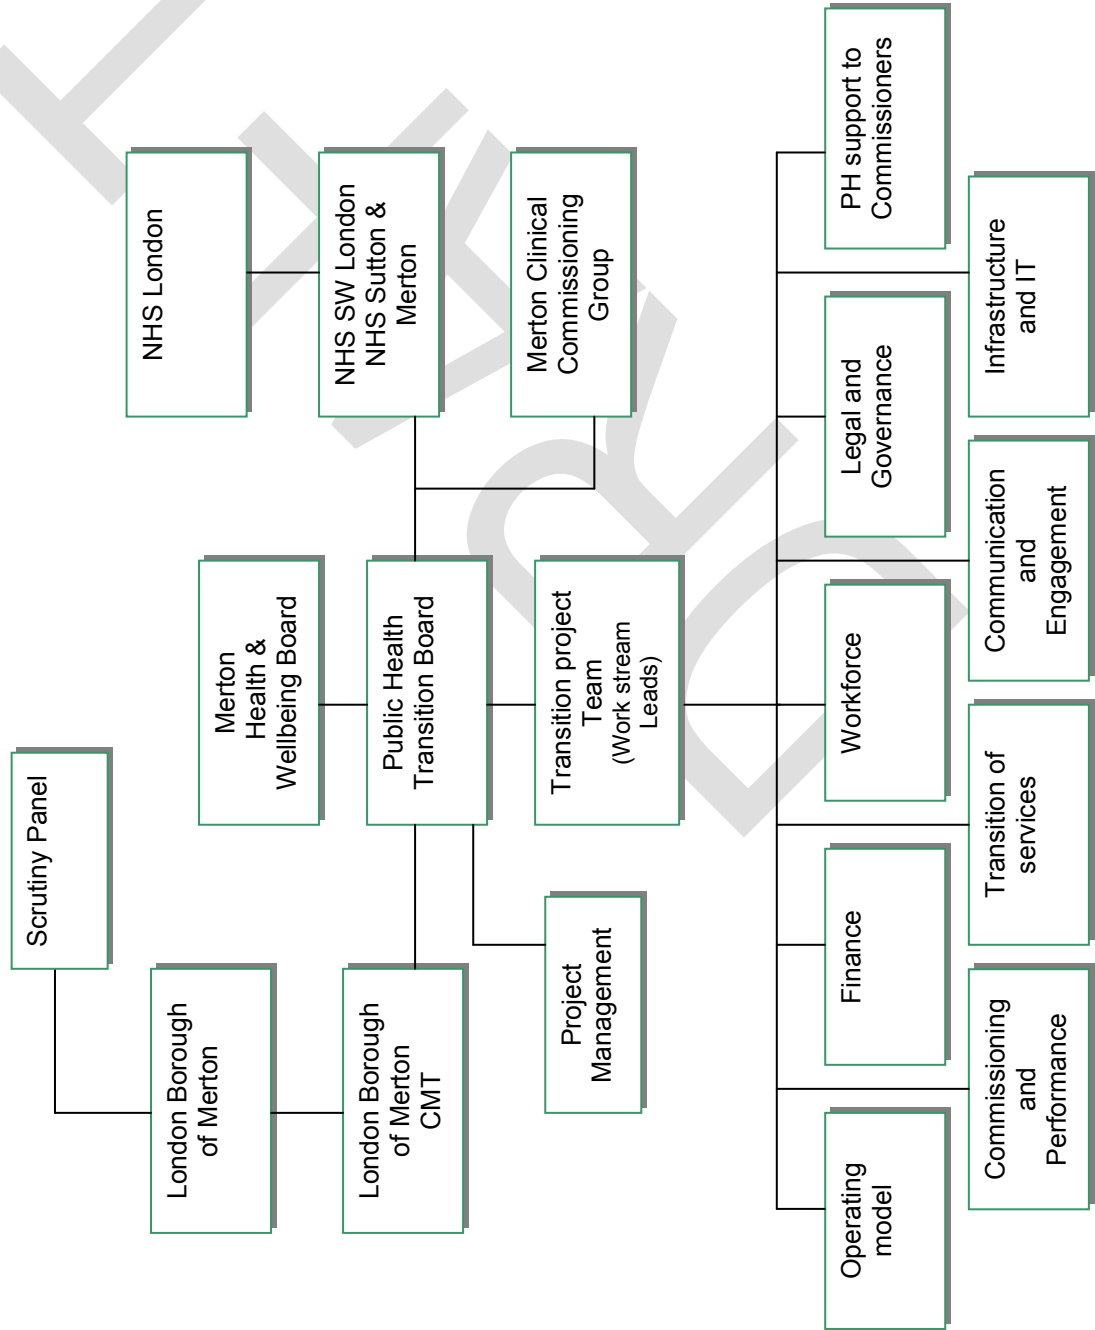 Scrutiny Panel
London Borough
of Merton
London Borough
of Merton
CMT
Merton
Health &
Wellbeing Board
Public Health
Transition Board
NHS London
NHS SW London
NHS Sutton &
Merton
Merton Clinical
Commissioning
Group
Project
Management
Transition project
Team
(Work stream
Leads)
Operating
model
Finance
Workforce
Legal and
Governance
PH support to
Commissioners
Commissioning
and
Performance
Transition of
services
Communication
and
Engagement
Infrastructure
and IT
DRAFT